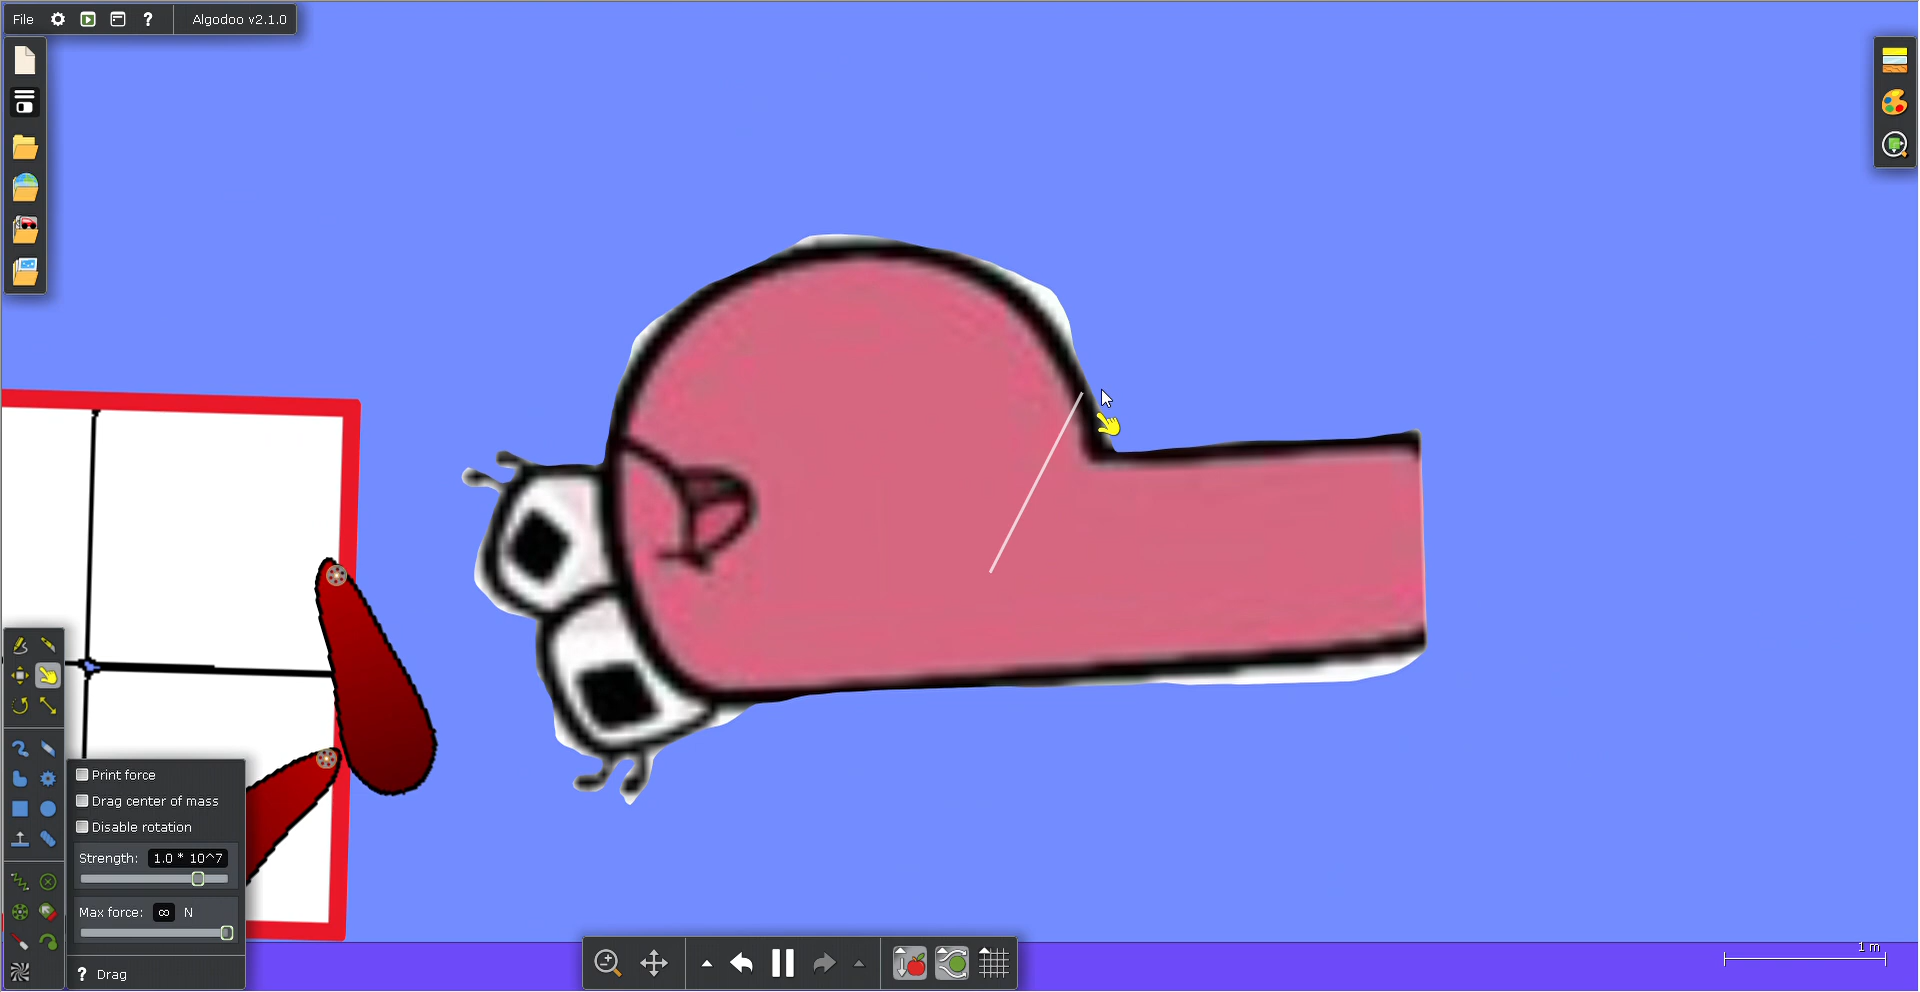 File ? Algodoo v2.1.0
Print force
Drag center of mass
Disable rotation
Strength: 1.0 * 10^7
Max force: ∞ N
? Drag
1 m